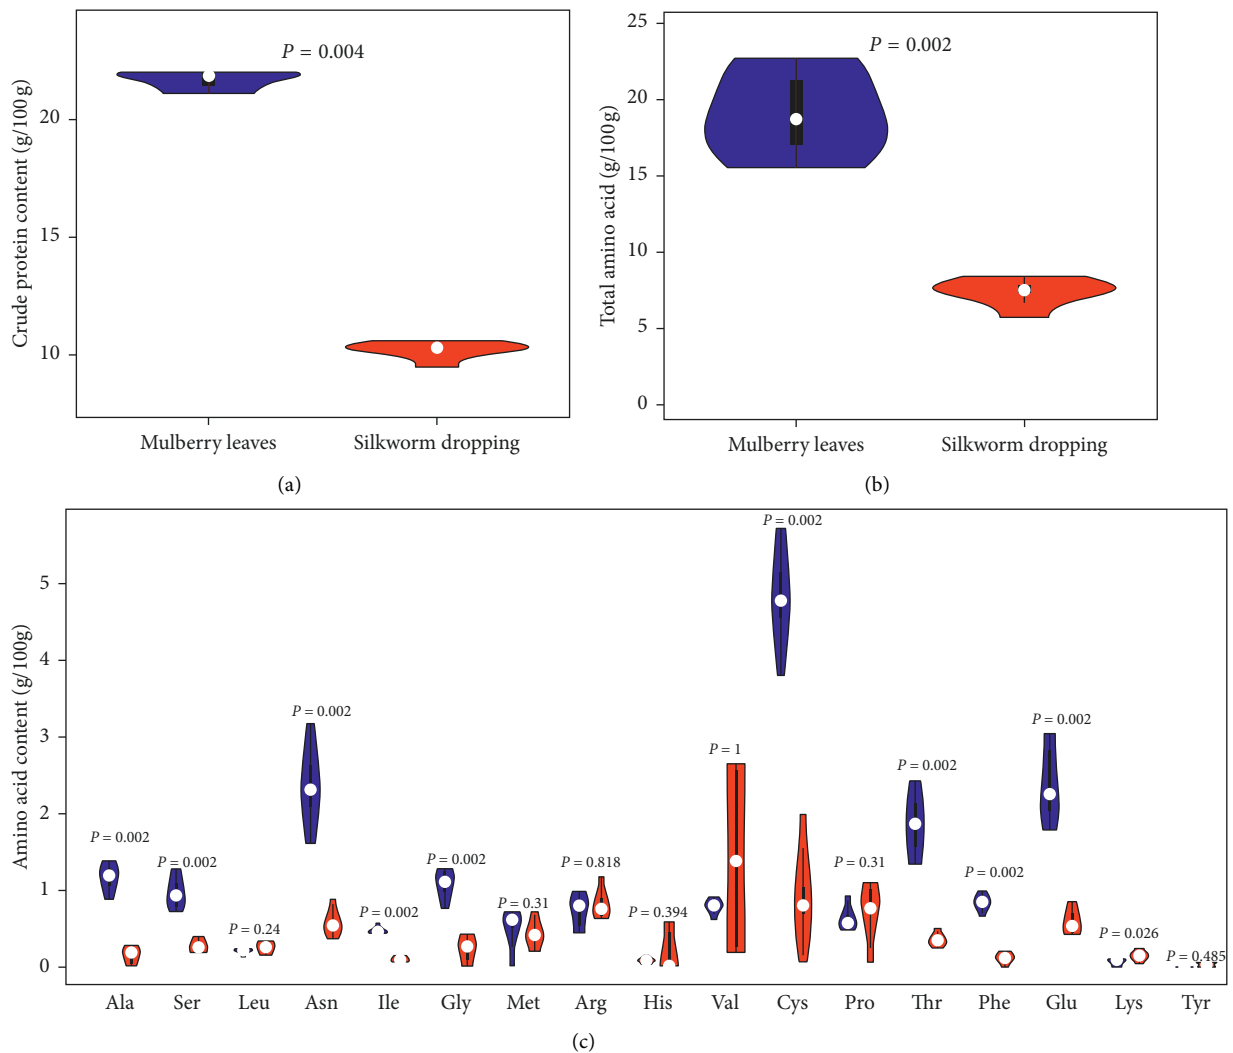 P = 0.004
Crude protein content (g/100 g)
20
15
10
Mulberry leaves
Silkworm dropping
(a)
P = 0.002
Total amino acid (g/100g)
25
20
15
10
5
0
Mulberry leaves
Silkworm dropping
(b)
Amino acid content (g/100g)
5
4
3
2
1
0
P = 0.002
P = 0.002
P = 0.24
P = 0.002
P = 0.002
P = 0.002
P = 0.31
P = 0.818
P = 0.394
P = 1
P = 0.002
P = 0.31
P = 0.002
P = 0.002
P = 0.002
P = 0.026
P = 0.485
Ala Ser Leu Asn Ile Gly Met Arg His Val Cys Pro Thr Phe Glu Lys Tyr
(c)